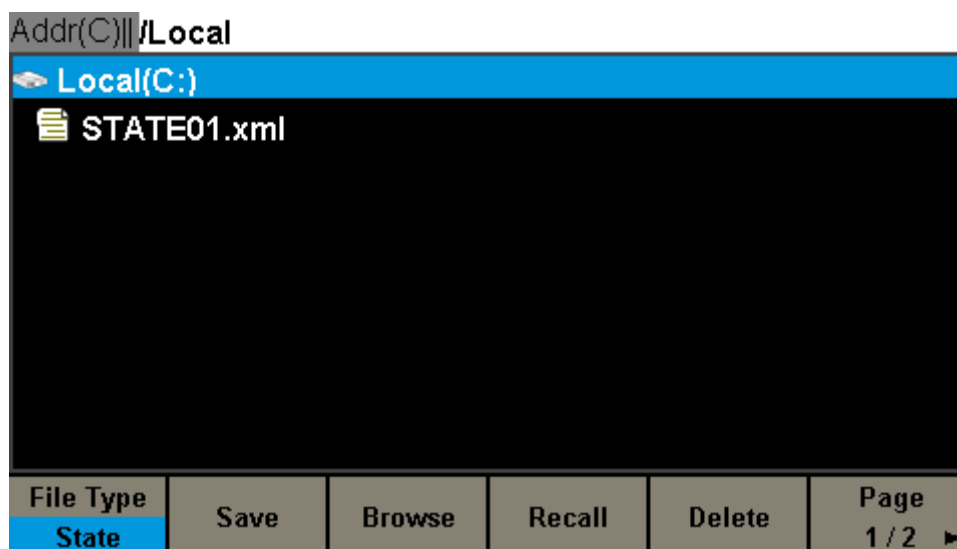 Addr(C)|| /Local
Local(C:)
STATE01.xml
File Type Save Browse Recall Delete Page
State 1 / 2